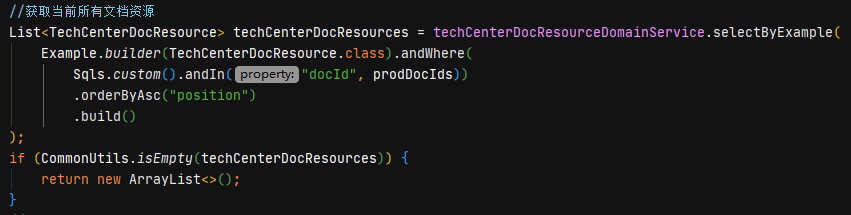 //获取当前所有文档资源
List<TechCenterDocResource> techCenterDocResources = techCenterDocResourceDomainService.selectByExample(
Example.builder(TechCenterDocResource.class).andWhere(
Sqls.custom().andIn( property: "docId", prodDocIds))
.orderByAsc("position")
.build()
);
if (CommonUtils.isEmpty(techCenterDocResources)) {
return new ArrayList<>();
}